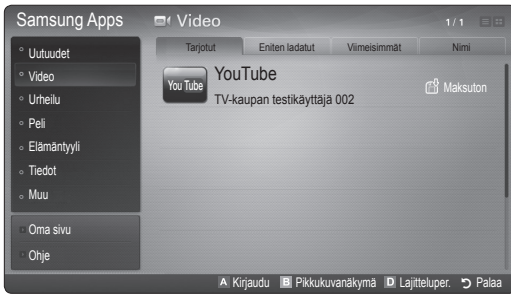 Samsung Apps
Video
1/1
Uutuudet
Video
Urheilu
Peli
Elämäntyyli
Tiedot
Muu
Oma sivu
Ohje
Tarjotut Eniten ladatut Viimeisimmät Nimi
You Tube
YouTube
TV-kaupan testikäyttäjä 002
Maksuton
A Kirjaudu B Pikkukuvanäkymä D Lajitteluper. Palaa